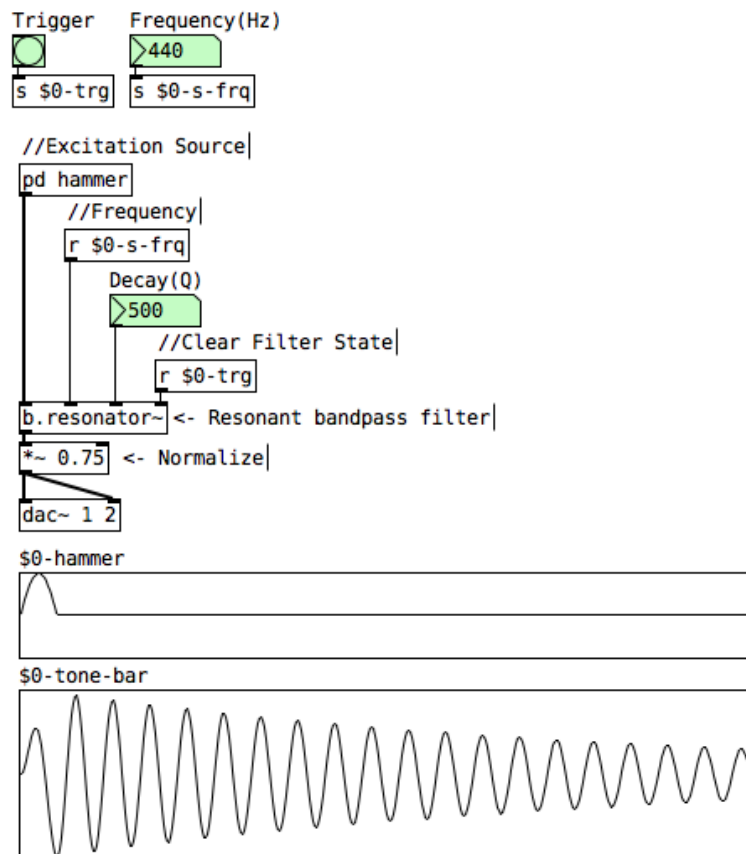 Trigger Frequency(Hz)
440
s $0-trg s $0-s-frq
//Excitation Source
pd hammer
//Frequency
r $0-s-frq
Decay(Q)
500
//Clear Filter State
r $0-trg
b.resonator~ <- Resonant bandpass filter
*~ 0.75 <- Normalize
dac~ 1 2
$0-hammer
$0-tone-bar